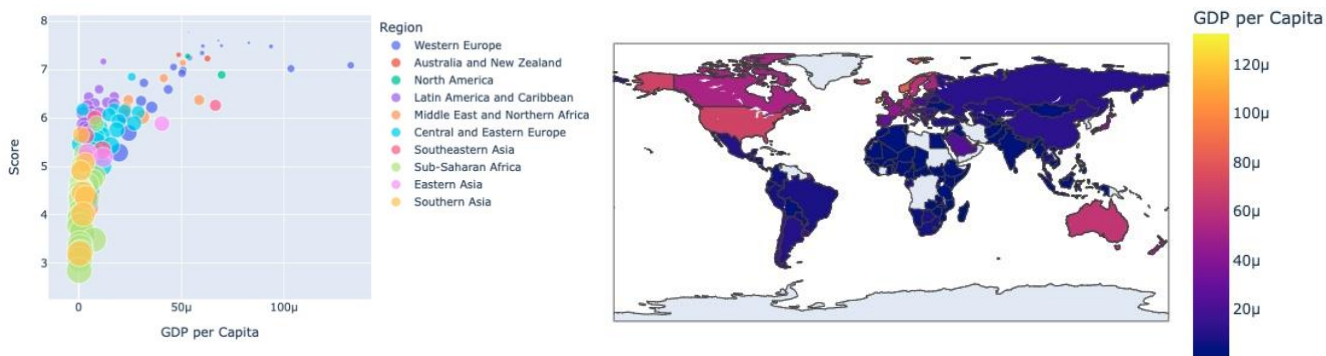 8
7
6
5
4
3
Score
0
50μ
100μ
GDP per Capita
Region
Western Europe
Australia and New Zealand
North America
Latin America and Caribbean
Middle East and Northern Africa
Central and Eastern Europe
Southeastern Asia
Sub-Saharan Africa
Eastern Asia
Southern Asia
GDP per Capita
120μ
100μ
80μ
60μ
40μ
20μ